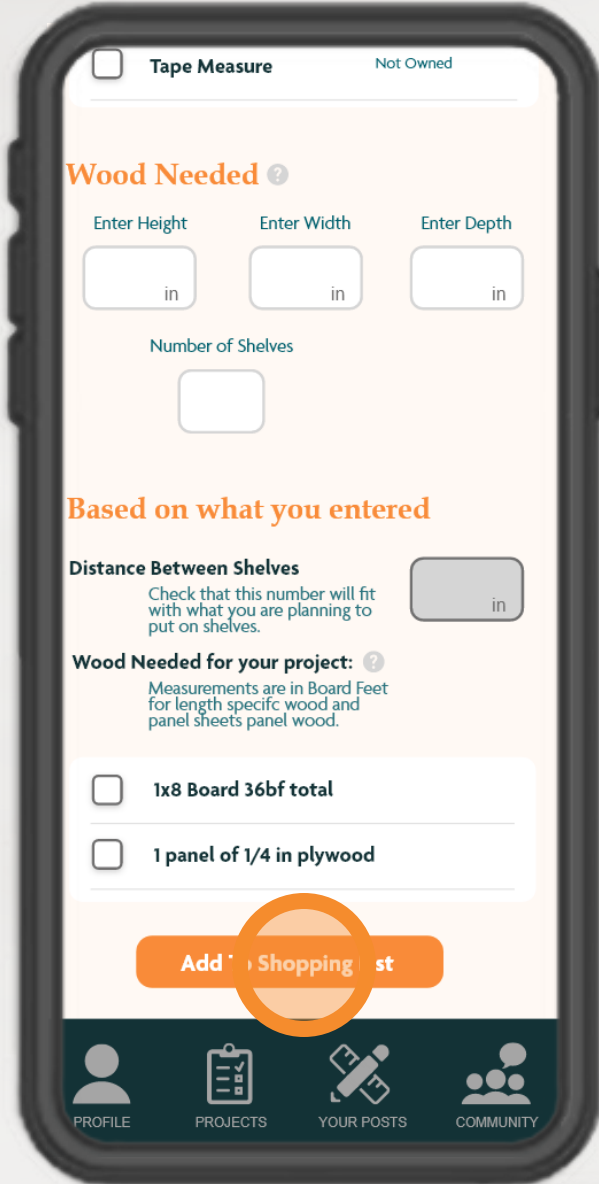 Tape Measure Not Owned
Wood Needed ?
Enter Height Enter Width Enter Depth
in in in
Number of Shelves
Based on what you entered
Distance Between Shelves
Check that this number will fit
with what you are planning to
put on shelves.
in
Wood Needed for your project: ?
Measurements are in Board Feet
for length specifc wood and
panel sheets panel wood.
1x8 Board 36bf total
1 panel of 1/4 in plywood
Add To Shopping List
PROFILE PROJECTS YOUR POSTS COMMUNITY